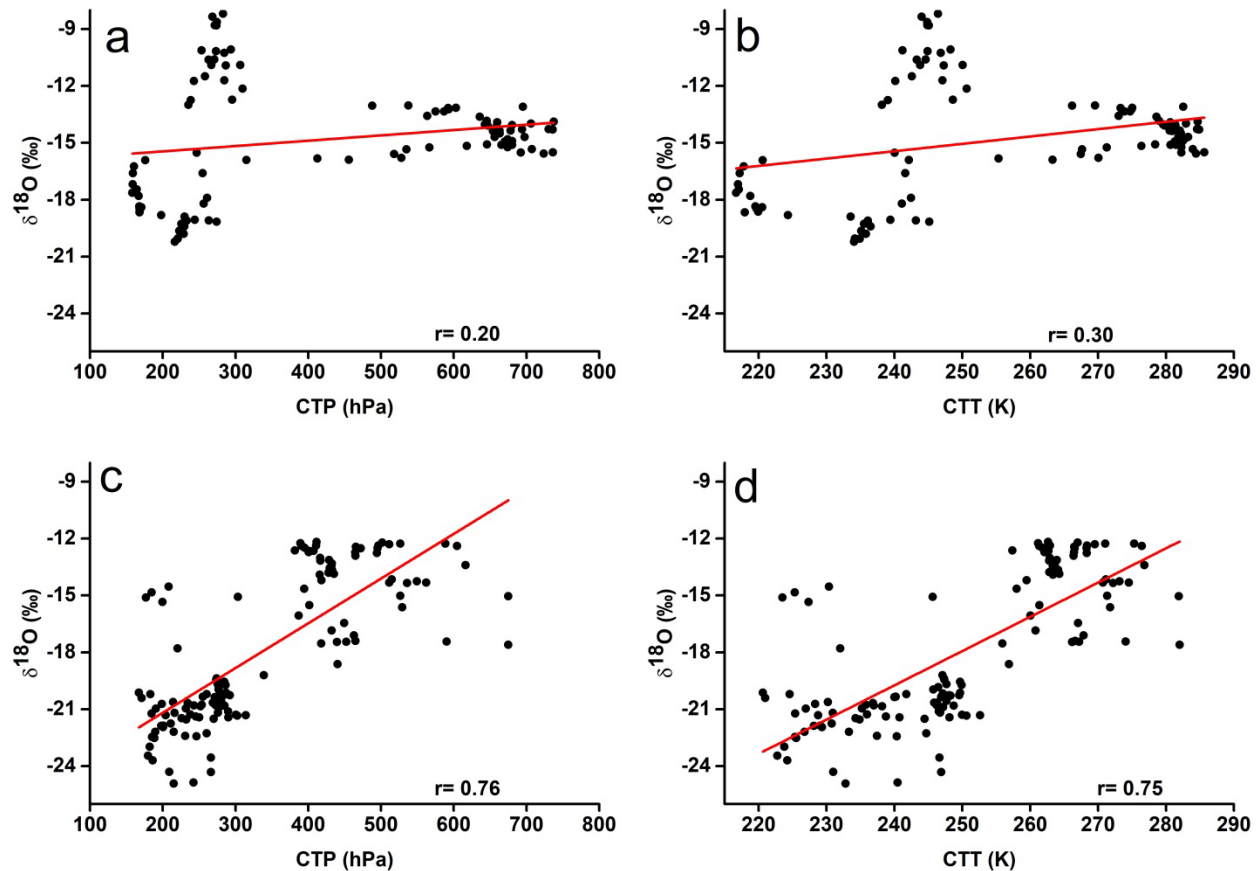 a
-9
-12
-15
-18
-21
-24
δ18O (‰)
r= 0.20
100 200 300 400 500 600 700 800
CTP (hPa)
b
-9
-12
-15
-18
-21
-24
δ18O (‰)
r= 0.30
220 230 240 250 260 270 280 290
CTT (K)
c
-9
-12
-15
-18
-21
-24
δ18O (‰)
r= 0.76
100 200 300 400 500 600 700 800
CTP (hPa)
d
-9
-12
-15
-18
-21
-24
δ18O (‰)
r= 0.75
220 230 240 250 260 270 280 290
CTT (K)